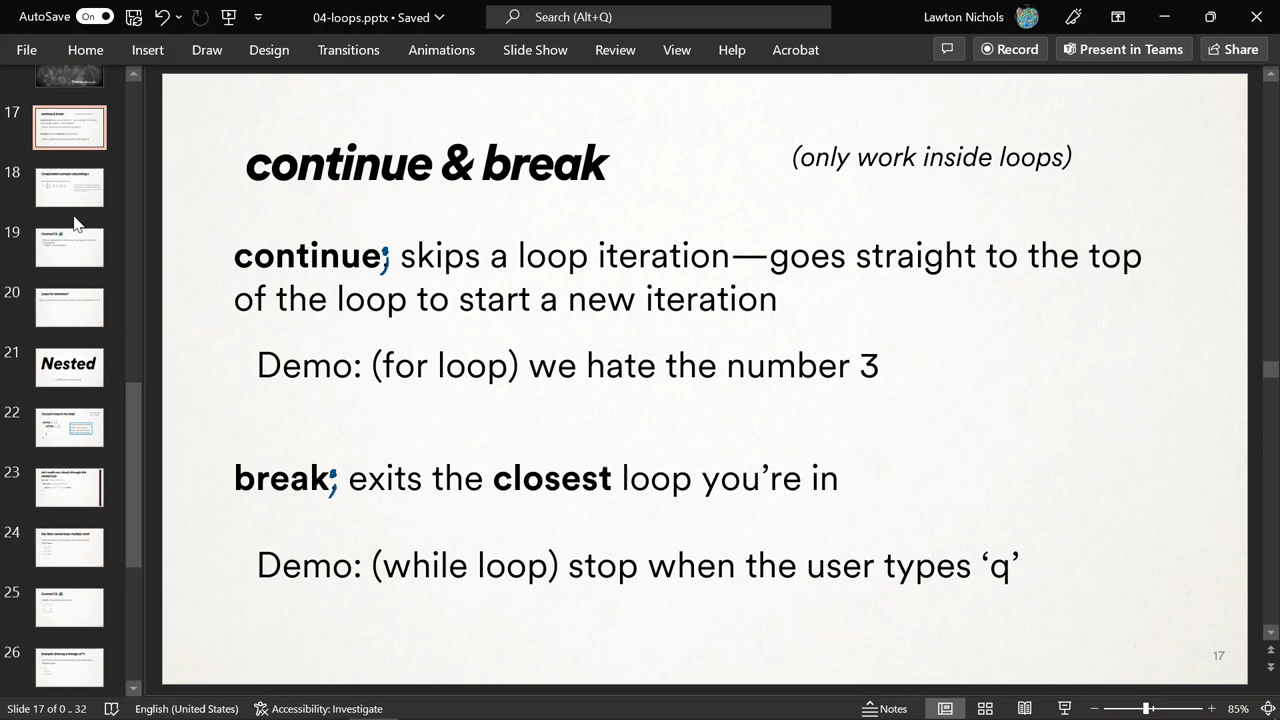 AutoSave On 04-loops.pptx • Saved Search (Alt+Q) Lawton Nichols
File Home Insert Draw Design Transitions Animations Slide Show Review View Help Acrobat Record Present in Teams Share
17
18
19
20
21
Nested
22
23
24
25
26
continue & break
(only work inside loops)
continue; skips a loop iteration—goes straight to the top
of the loop to start a new iteration
Demo: (for loop) we hate the number 3
break; exits the closest loop you’re in
Demo: (while loop) stop when the user types ‘q’
17
Slide 17 of 0 .. 32 English (United States) Accessibility: Investigate Notes 85%